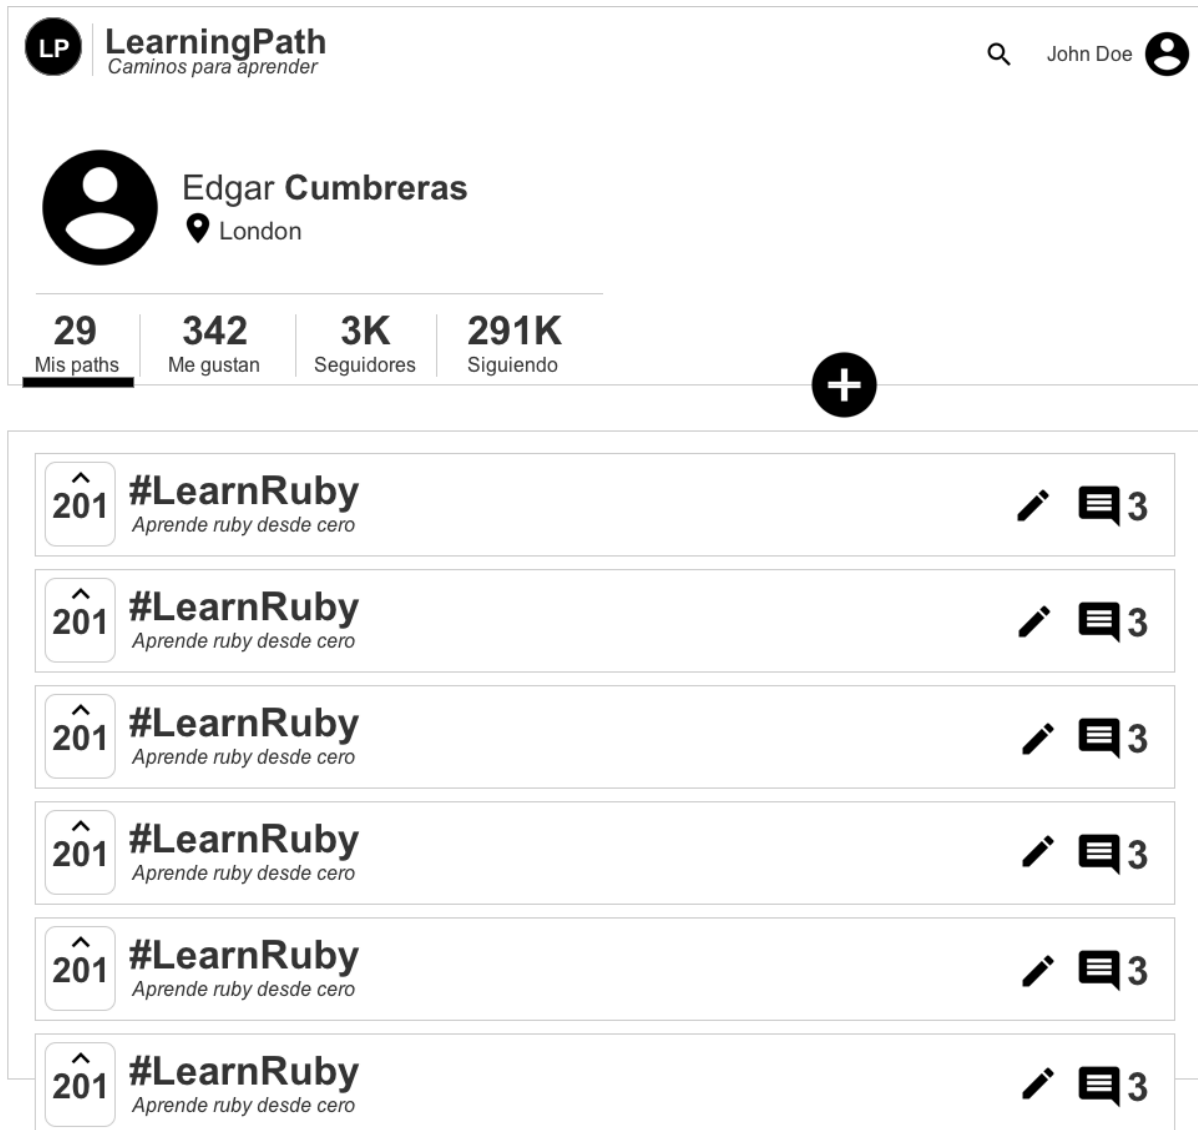 LP
LearningPath
Caminos para aprender
John Doe
Edgar Cumbreras
London
29
Mis paths
342
Me gustan
3K
Seguidores
291K
Siguiendo
201
#LearnRuby
Aprende ruby desde cero
3
201
#LearnRuby
Aprende ruby desde cero
3
201
#LearnRuby
Aprende ruby desde cero
3
201
#LearnRuby
Aprende ruby desde cero
3
201
#LearnRuby
Aprende ruby desde cero
3
201
#LearnRuby
Aprende ruby desde cero
3